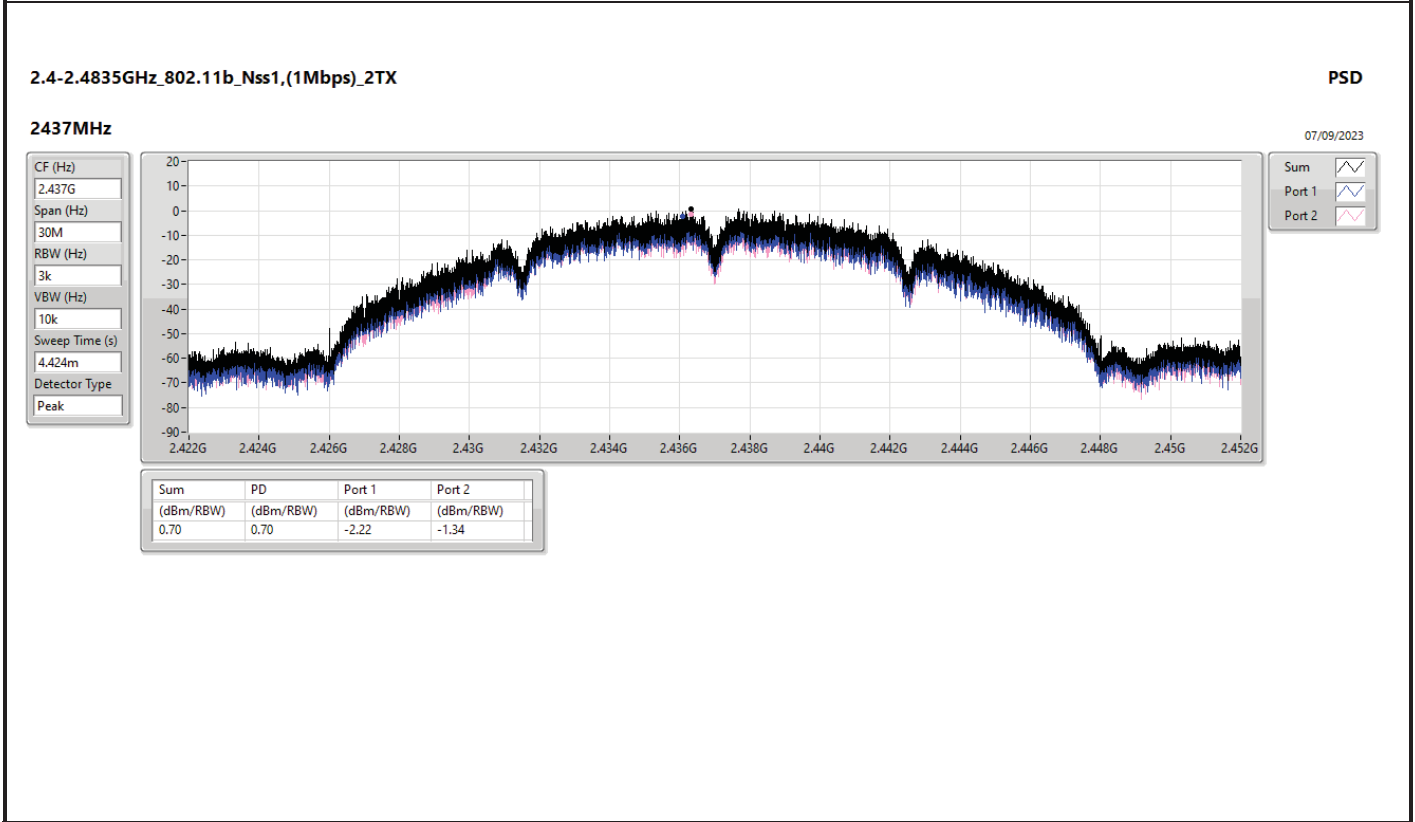 2.4-2.4835GHz_802.11b_Nss1,(1Mbps)_2TX
PSD
2437MHz
07/09/2023
CF (Hz)
2.437G
Span (Hz)
30M
RBW (Hz)
3k
VBW (Hz)
10k
Sweep Time (s)
4.424m
Detector Type
Peak
20
10
0
-10
-20
-30
-40
-50
-60
-70
-80
-90
2.422G 2.424G 2.426G 2.428G 2.43G 2.432G 2.434G 2.436G 2.438G 2.44G 2.442G 2.444G 2.446G 2.448G 2.45G 2.452G
Sum
Port 1
Port 2
Sum PD Port 1 Port 2
(dBm/RBW) (dBm/RBW) (dBm/RBW) (dBm/RBW)
0.70 0.70 -2.22 -1.34